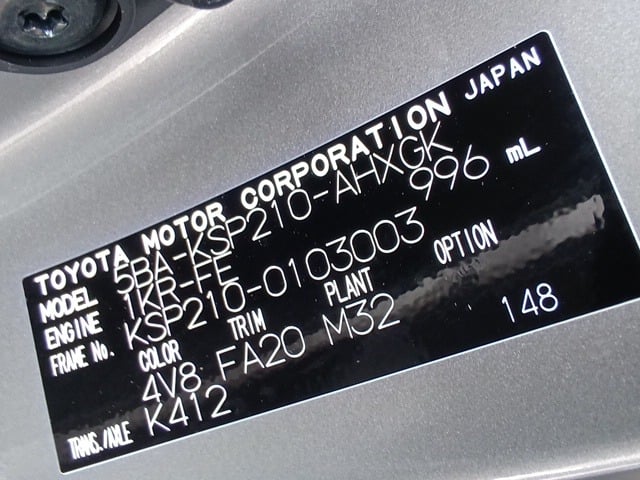 TOYOTA MOTOR CORPORATION JAPAN
MODEL 5BA-KSP210-AHXGK
ENGINE 1KR-FE 996 mL
FRAME No. KSP210-0103003
COLOR TRIM PLANT OPTION
4V8 FA20 M32
TRANS./AXLE K412 148